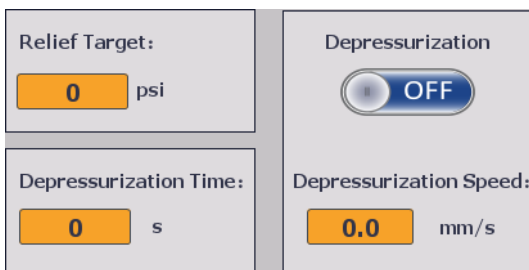 Relief Target:
0 psi
Depressurization
OFF
Depressurization Time:
0 s
Depressurization Speed:
0.0 mm/s